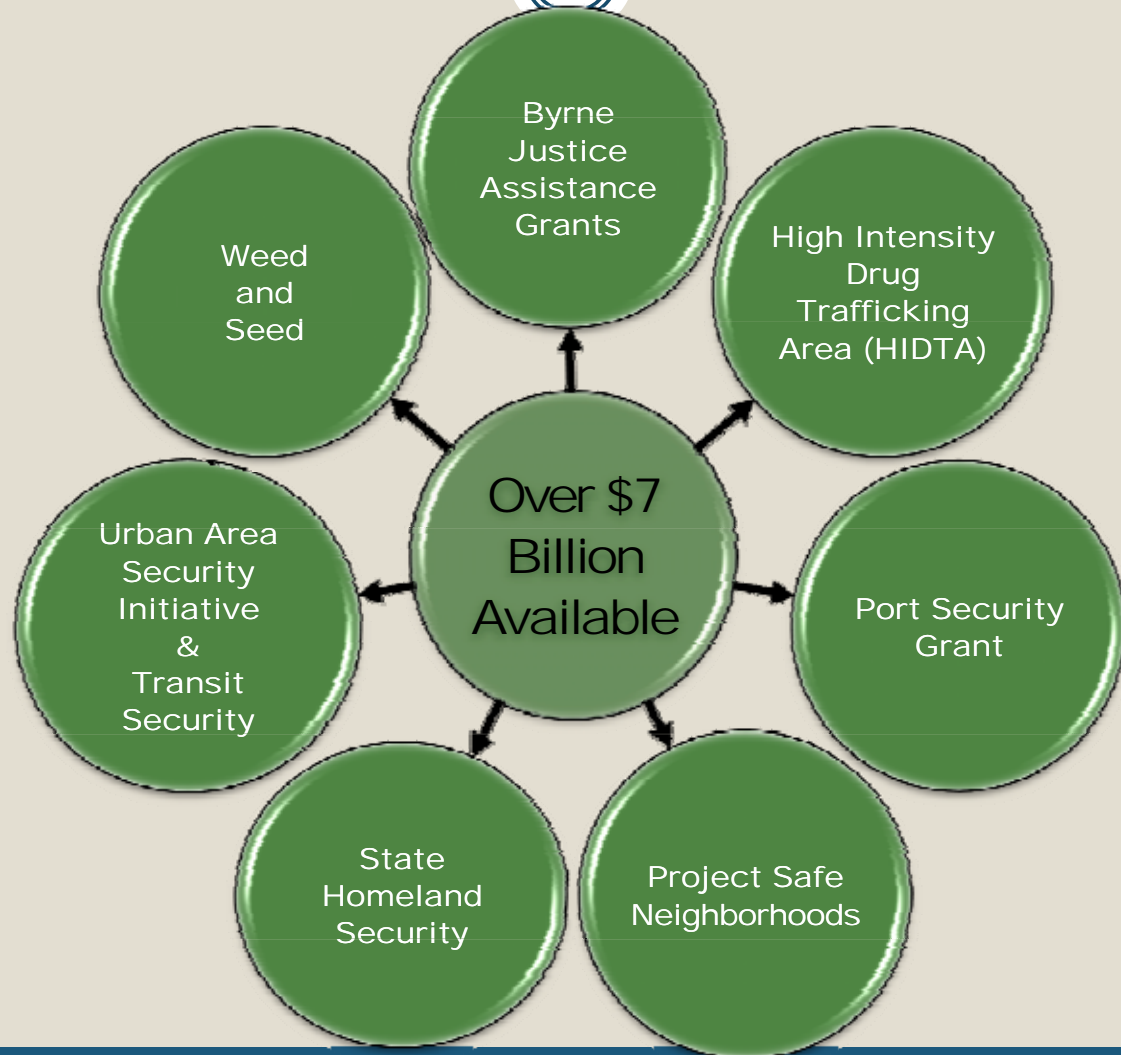 Byrne
Justice
Assistance
Grants
High Intensity
Drug
Trafficking
Area (HIDTA)
Weed
and
Seed
Over $7
Billion
Available
Urban Area
Security
Initiative
&
Transit
Security
Port Security
Grant
State
Homeland
Security
Project Safe
Neighborhoods